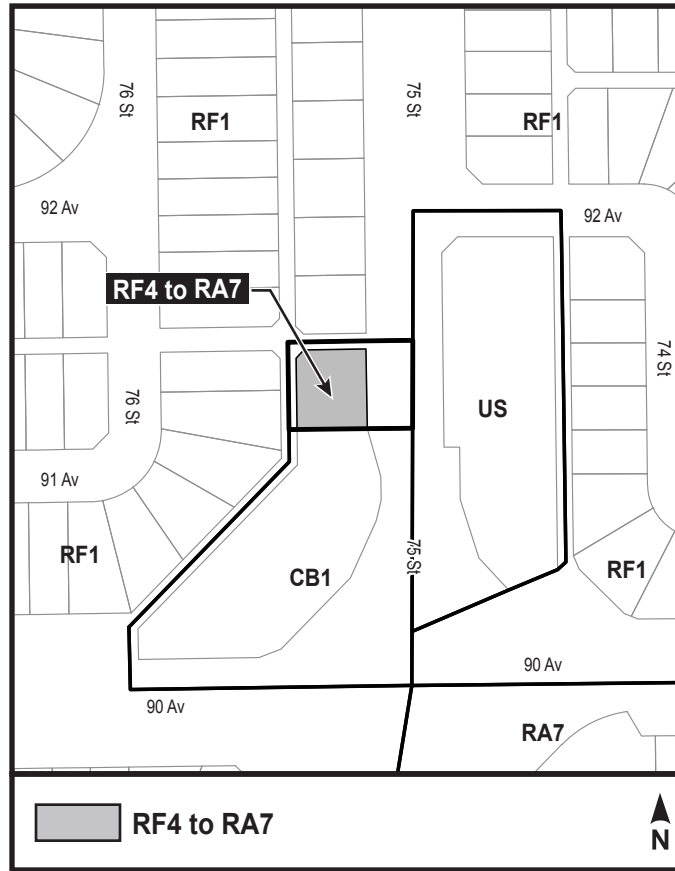 76 St
75 St
RF1
RF1
92 Av
92 Av
RF4 to RA7
74 St
76 St
US
91 Av
75 St
RF1
CB1
RF1
90 Av
90 Av
RA7
RF4 to RA7
N